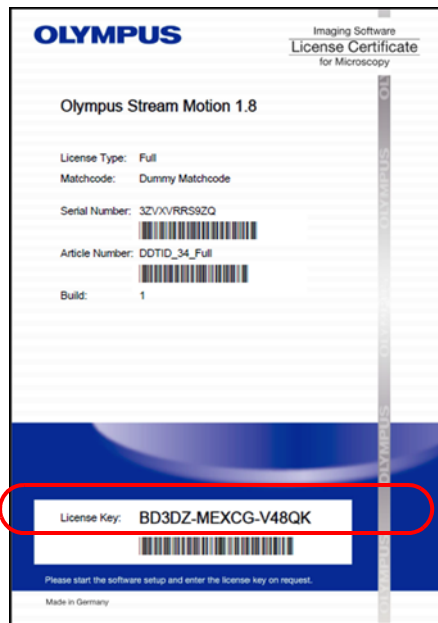 OLYMPUS
Imaging Software
License Certificate
for Microscopy
Olympus Stream Motion 1.8
License Type: Full
Matchcode: Dummy Matchcode
Serial Number: 3ZVXVRRS9ZQ
Article Number: DDTID_34_Full
Build: 1
OLYMPUS
OLYMPUS
License Key: BD3DZ-MEXCG-V48QK
Please start the software setup and enter the license key on request.
Made in Germany